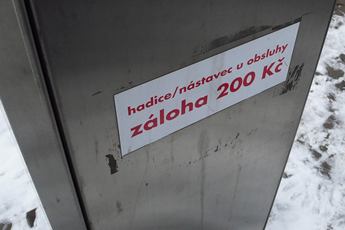 hadice/nástavec u obsluhy
záloha 200 Kč